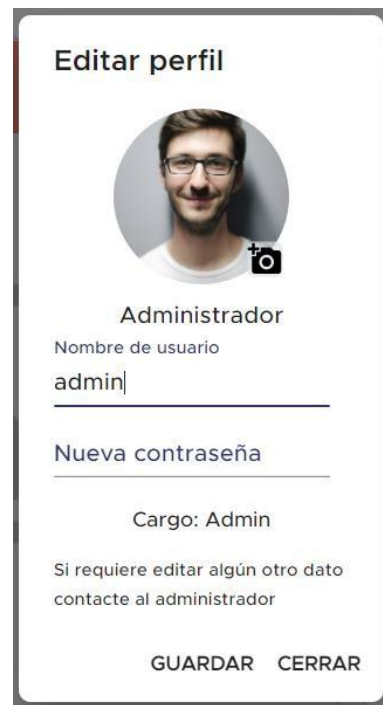 Editar perfil
Administrador
Nombre de usuario
admin
Nueva contraseña
Cargo: Admin
Si requiere editar algún otro dato
contacte al administrador
GUARDAR CERRAR